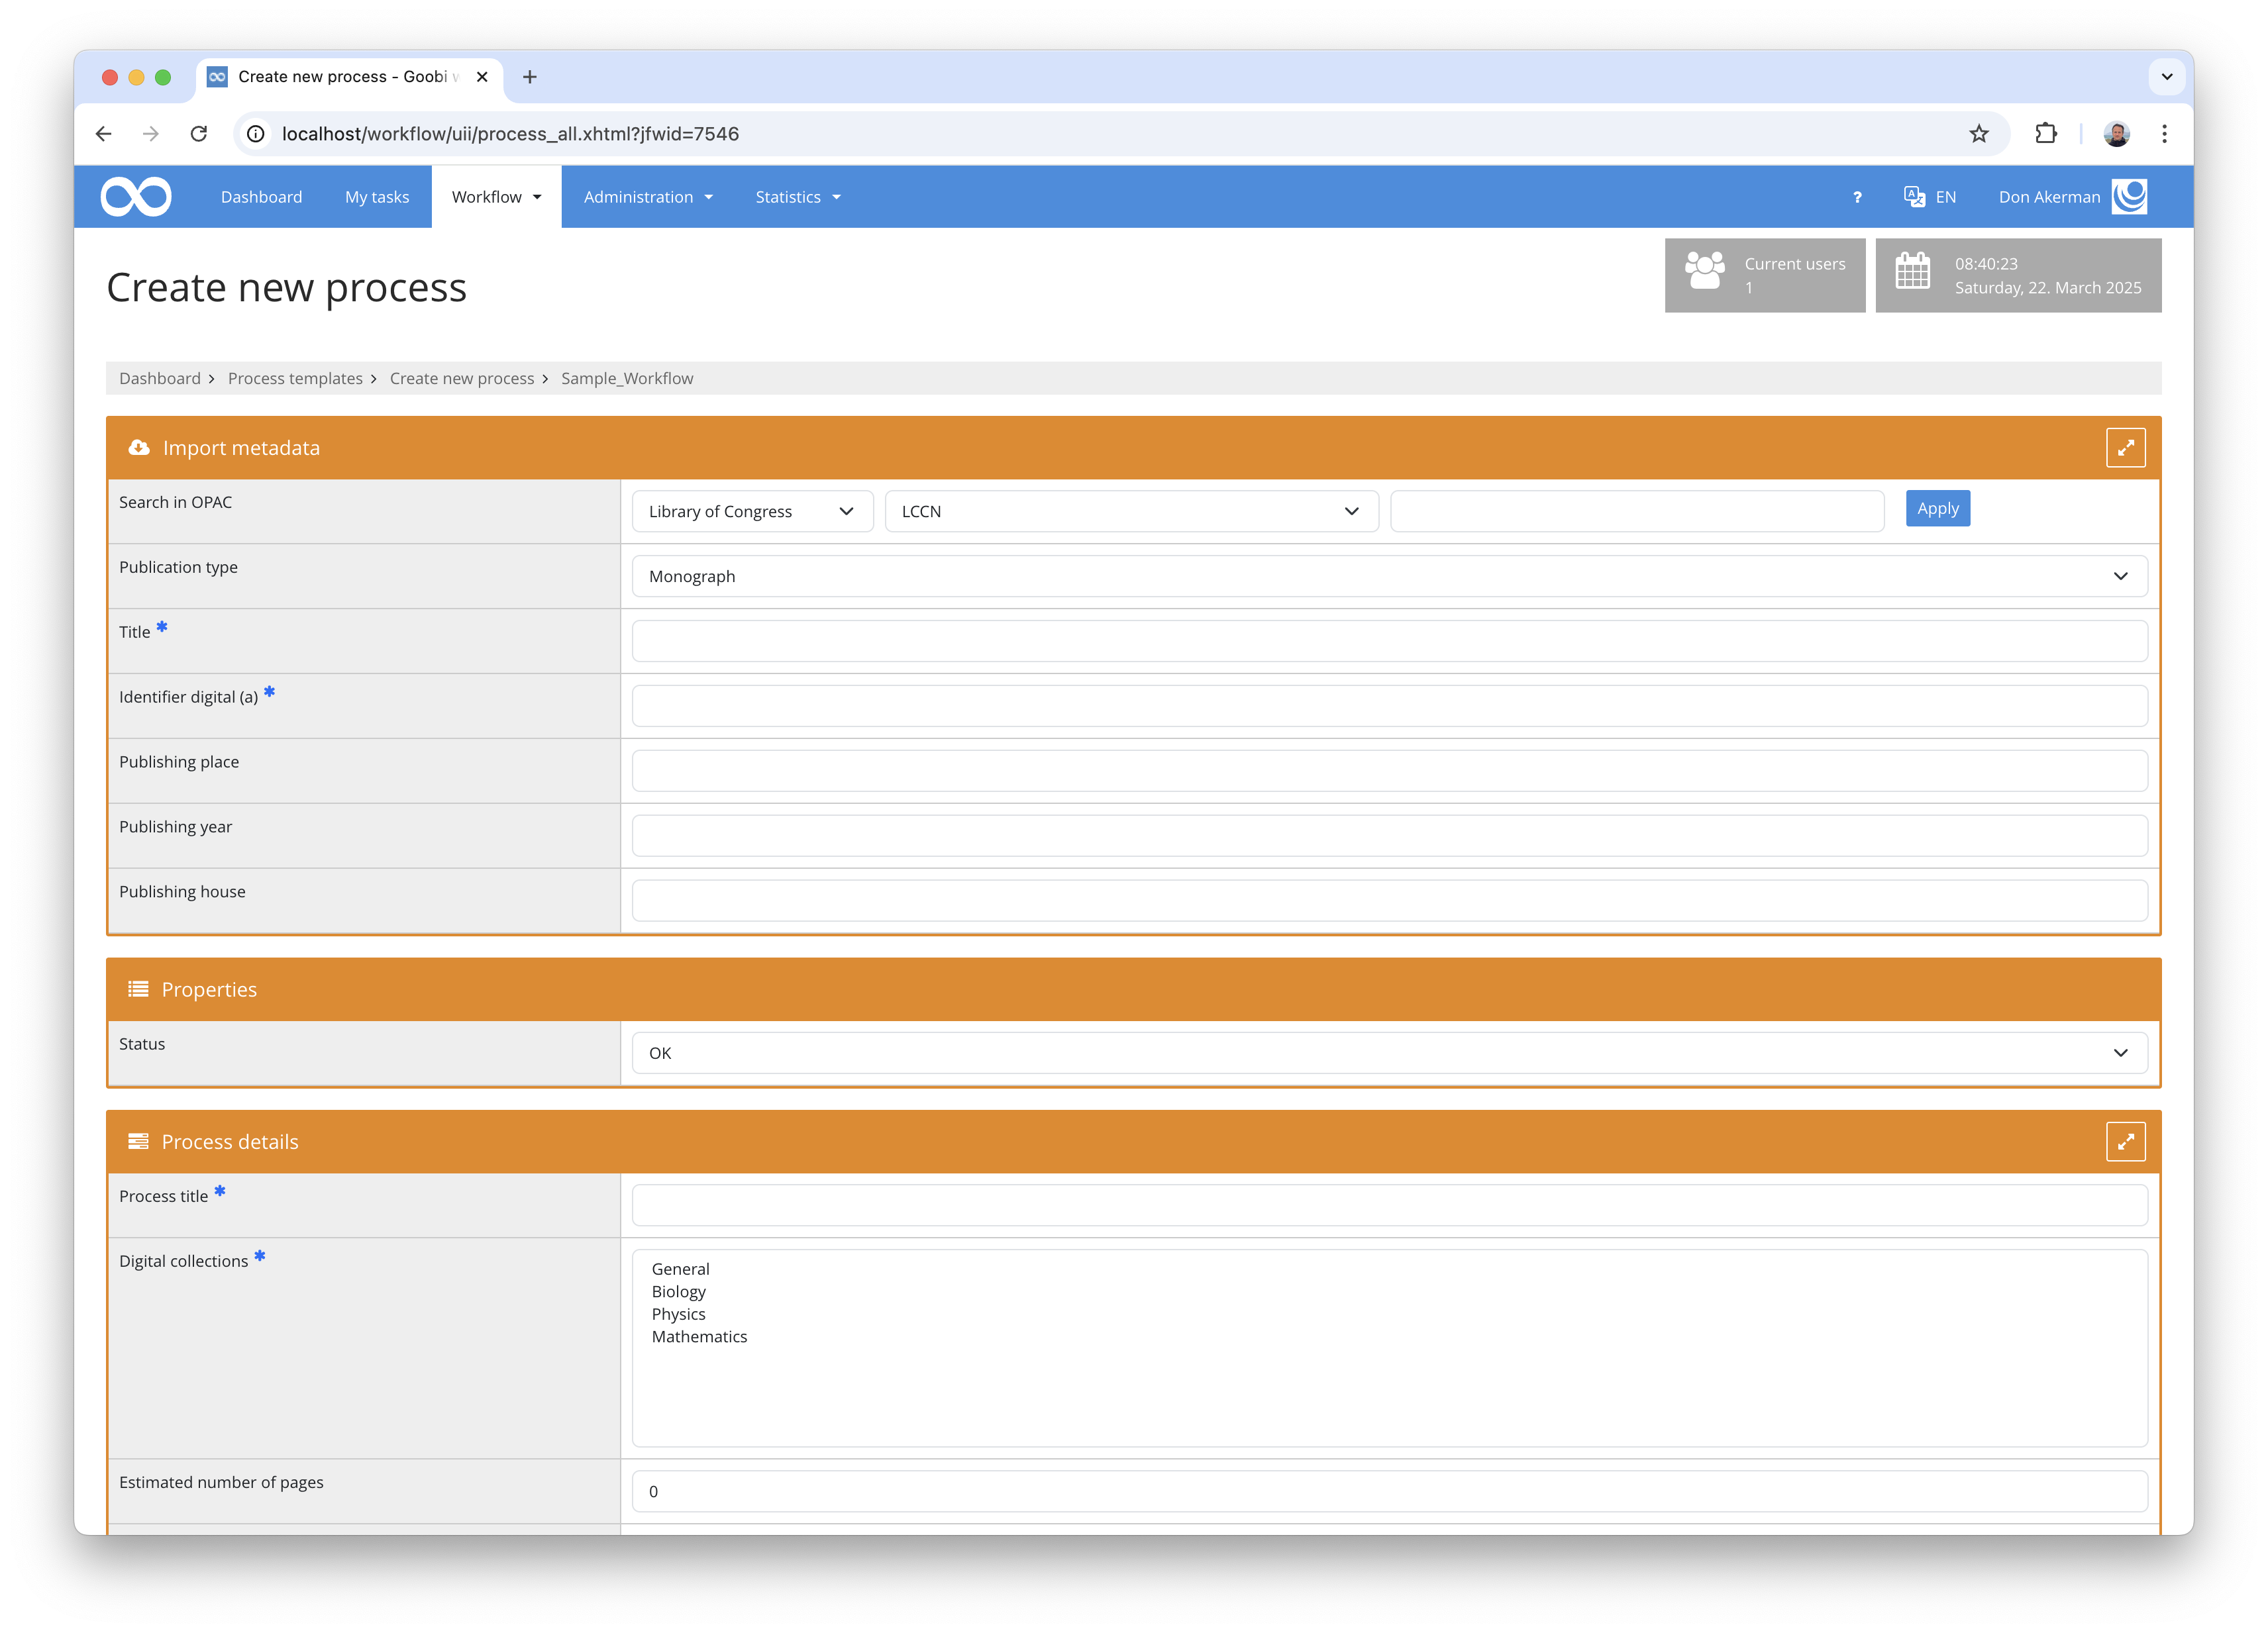 Create new process - Goobi w
localhost/workflow/uii/process_all.xhtml?jfwid=7546
Dashboard My tasks Workflow Administration Statistics ? EN Don Akerman
Create new process
Current users
1
08:40:23
Saturday, 22. March 2025
Dashboard Process templates Create new process Sample_Workflow
Import metadata
Search in OPAC Library of Congress LCCN Apply
Publication type Monograph
Title *
Identifier digital (a) *
Publishing place
Publishing year
Publishing house
Properties
Status OK
Process details
Process title *
Digital collections *
General
Biology
Physics
Mathematics
Estimated number of pages 0